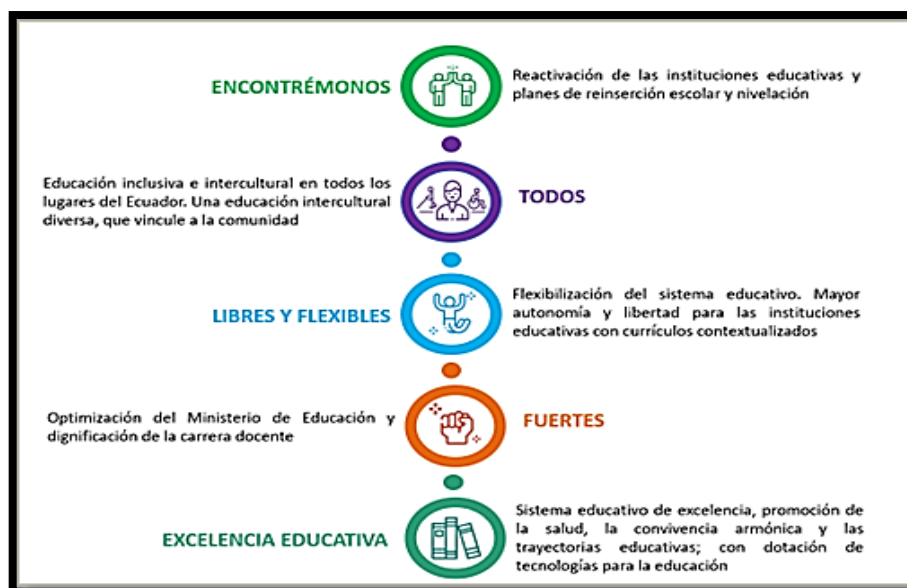 ENCONTRÉMONOS
Reactivación de las instituciones educativas y
planes de reinserción escolar y nivelación
Educación inclusiva e intercultural en todos los
lugares del Ecuador. Una educación intercultural
diversa, que vincule a la comunidad
TODOS
LIBRES Y FLEXIBLES
Flexibilización del sistema educativo. Mayor
autonomía y libertad para las instituciones
educativas con currículos contextualizados
Optimización del Ministerio de Educación y
dignificación de la carrera docente
FUERTES
EXCELENCIA EDUCATIVA
Sistema educativo de excelencia, promoción de
la salud, la convivencia armónica y las
trayectorias educativas; con dotación de
tecnologías para la educación